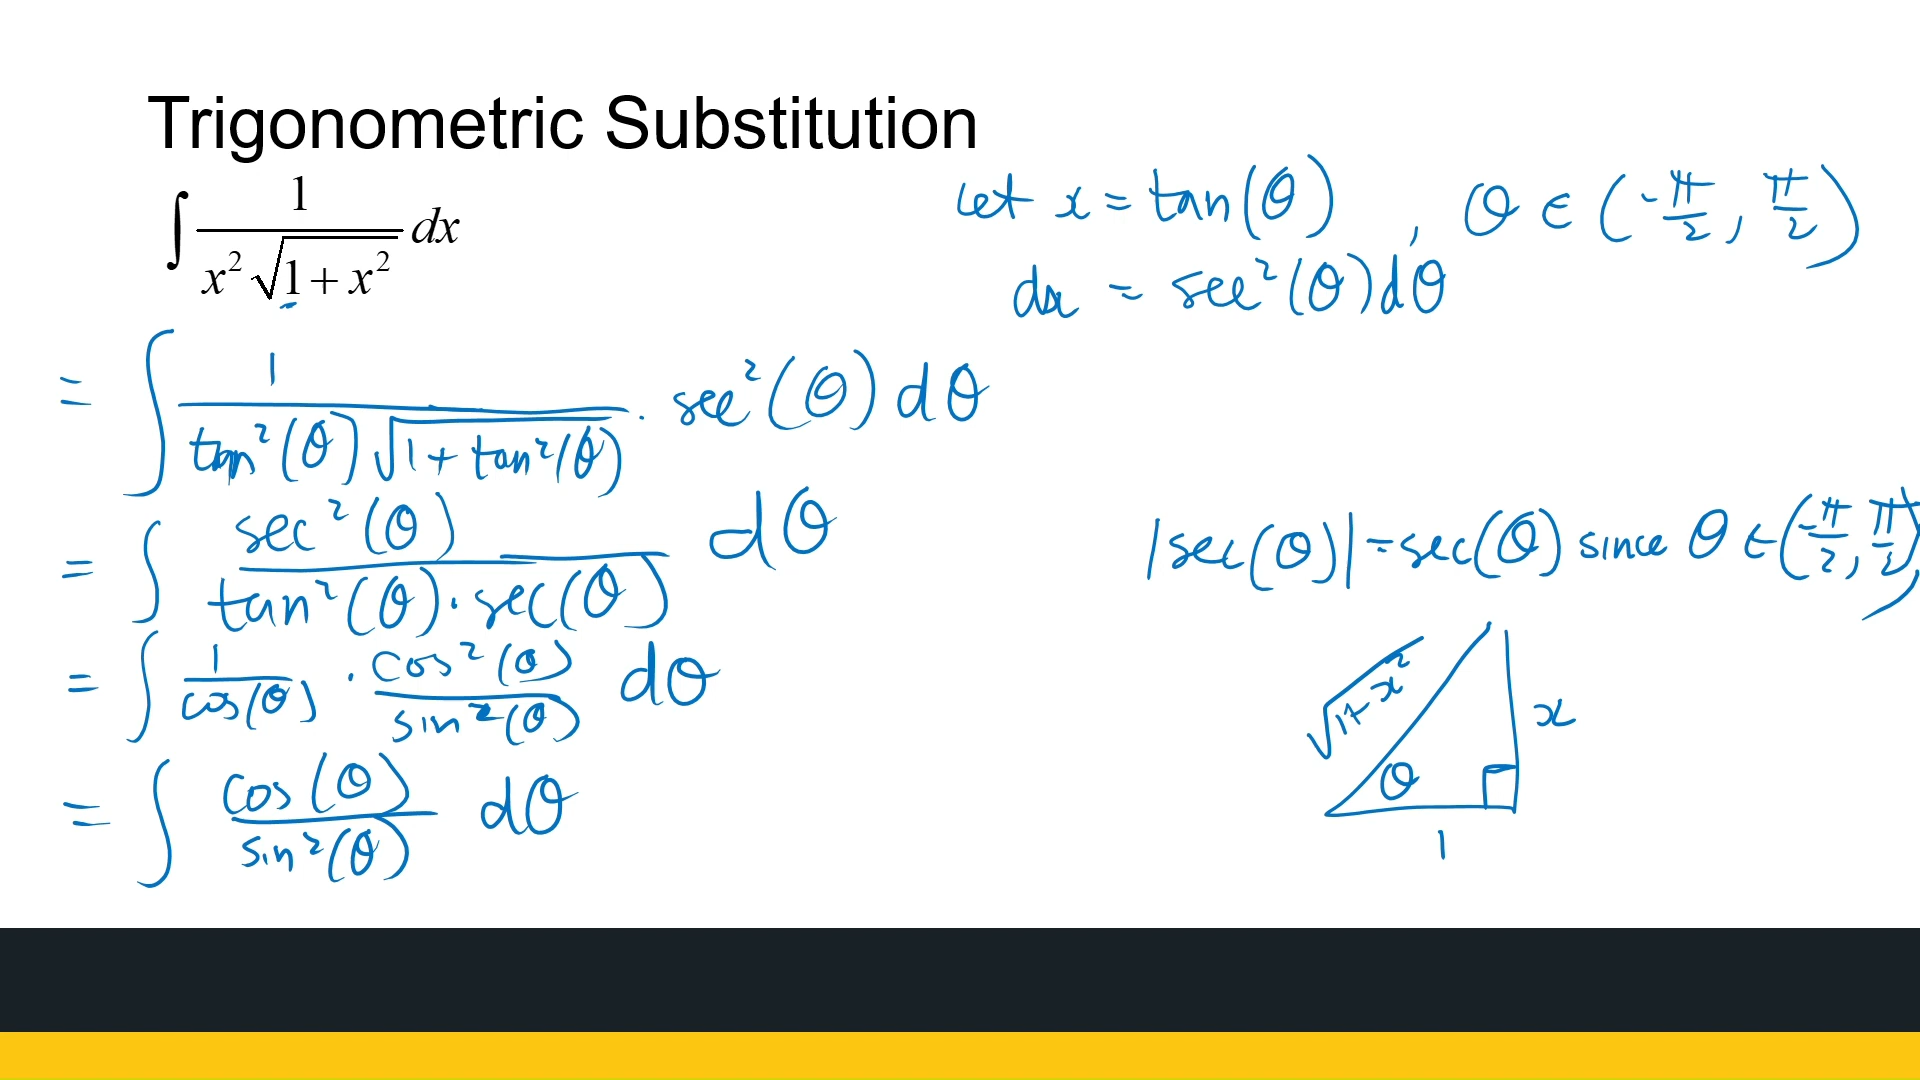 Trigonometric Substitution
∫ 1/(x²√(1+x²)) dx
let x = tan(θ), θ ∈ (-π/2, π/2)
dx = sec²(θ)dθ
= ∫ 1/(tan²(θ)√(1+tan²(θ))) · sec²(θ) dθ
= ∫ sec²(θ)/(tan²(θ)·sec(θ)) dθ
|sec(θ)| = sec(θ) since θ ∈ (-π/2, π/2)
= ∫ 1/cos(θ) · cos²(θ)/sin²(θ) dθ
√(1+x²)
x
θ
1
= ∫ cos(θ)/sin²(θ) dθ